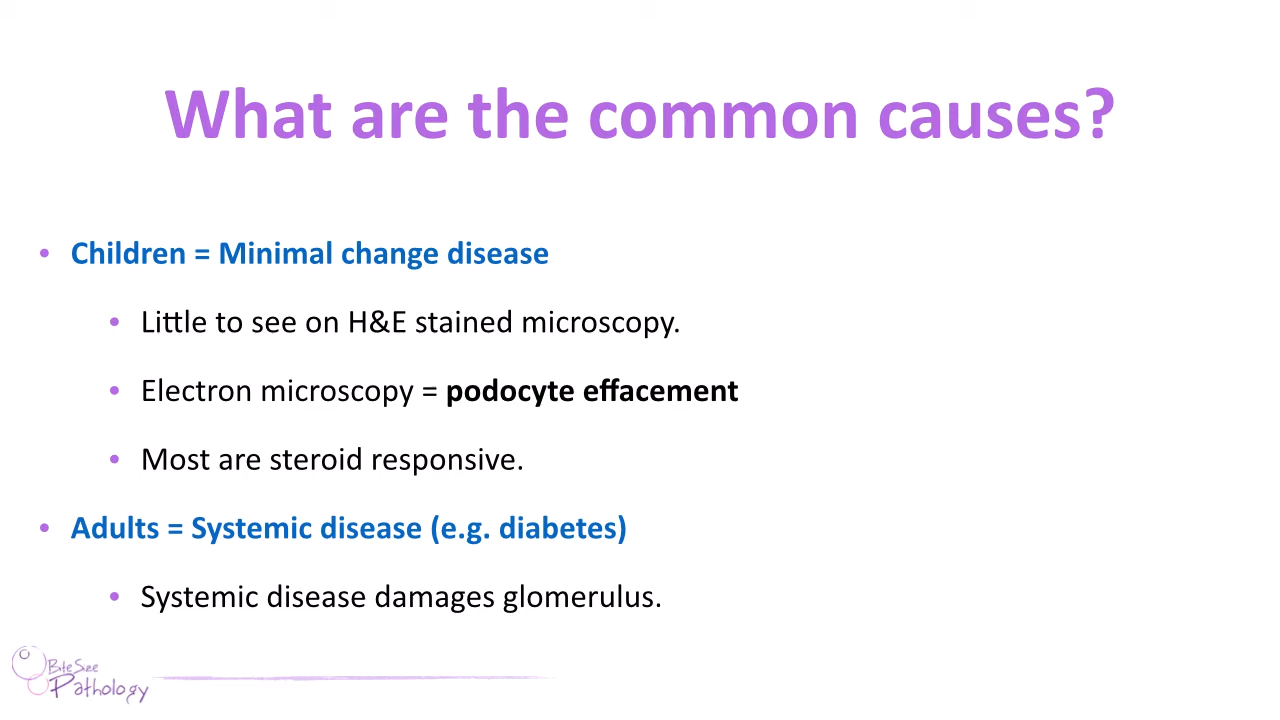 What are the common causes?
• Children = Minimal change disease
• Little to see on H&E stained microscopy.
• Electron microscopy = podocyte effacement
• Most are steroid responsive.
• Adults = Systemic disease (e.g. diabetes)
• Systemic disease damages glomerulus.
BiteSize
Pathology